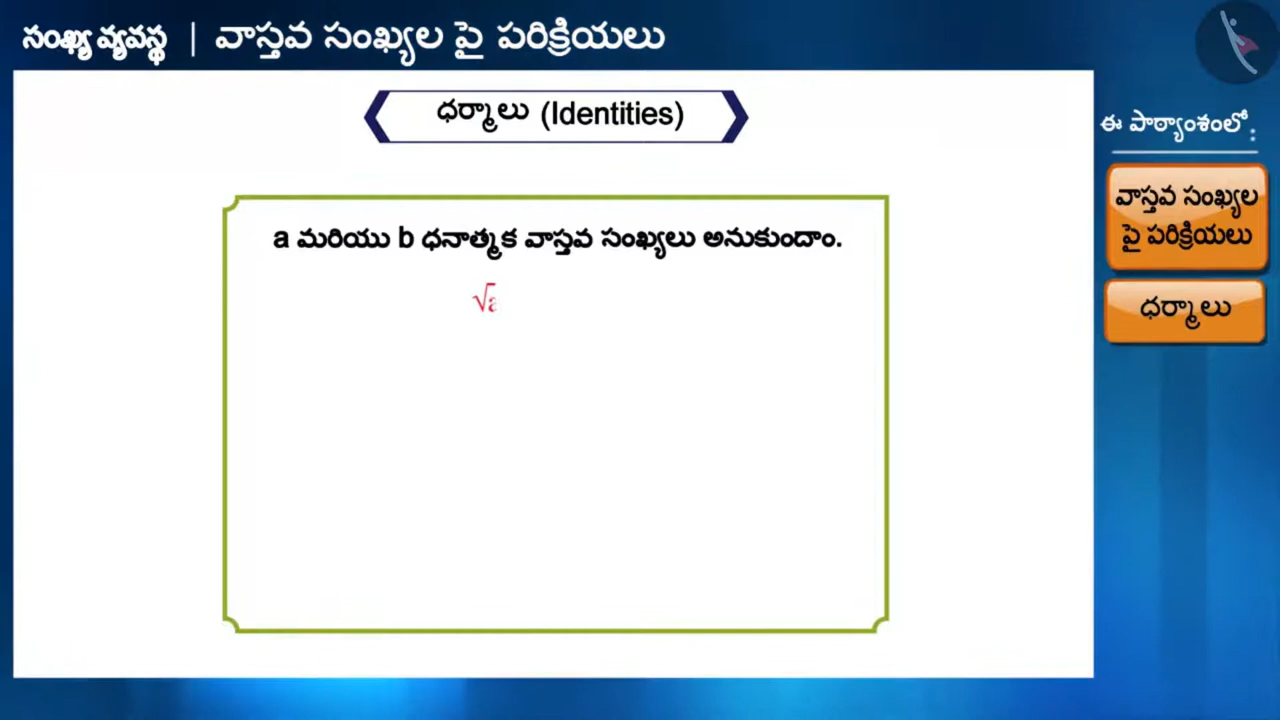 సంఖ్య వ్యవస్థ | వాస్తవ సంఖ్యల పై పరిక్రియలు
ధర్మాలు (Identities)
a మరియు b ధనాత్మక వాస్తవ సంఖ్యలు అనుకుందాం.
√a
ఈ పాఠ్యాంశంలో :
వాస్తవ సంఖ్యల
పై పరిక్రియలు
ధర్మాలు